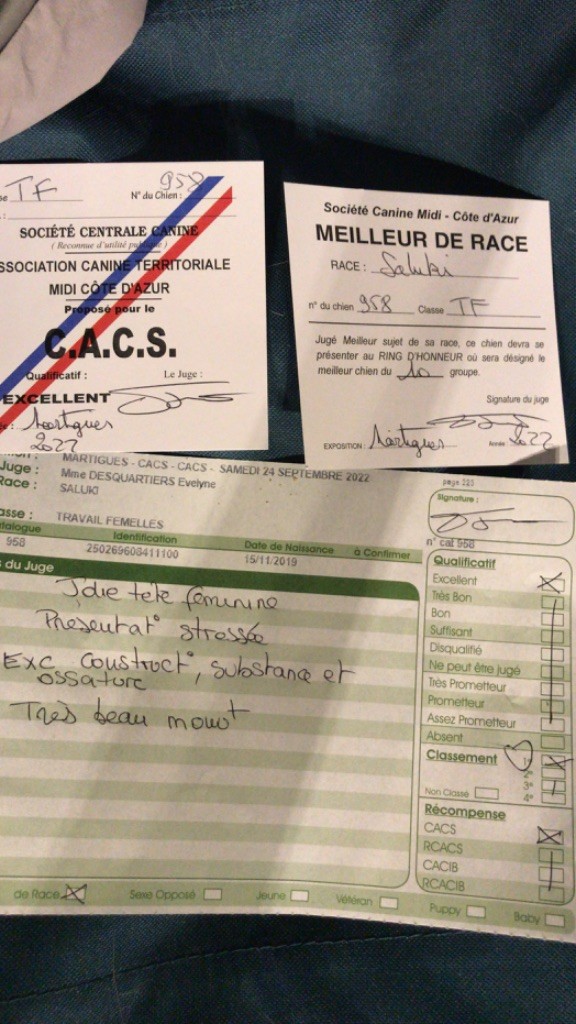 TF
N° du Chien : 958
SOCIÉTÉ CENTRALE CANINE
( Reconnue d'utilité publique )
ASSOCIATION CANINE TERRITORIALE
MIDI CÔTE D'AZUR
Proposé pour le
C.A.C.S.
Qualificatif : Le Juge :
EXCELLENT
Martigues
2022
Société Canine Midi - Côte d'Azur
MEILLEUR DE RACE
RACE : Saluki
n° du chien 958 Classe TF
Jugé Meilleur sujet de sa race, ce chien devra se
présenter au RING D'HONNEUR où sera désigné le
meilleur chien du 10 groupe.
Signature du juge
EXPOSITION : Martigues Année 2022
MARTIGUES - CACS - CACS - SAMEDI 24 SEPTEMBRE 2022
Juge : Mme DESQUARTIERS Evelyne
Race : SALUKI
TRAVAIL FEMELLES
Identification Date de Naissance à Confirmer
958 250269608411100 15/11/2019
du Juge
Jolie tête féminine
Présentat° stressée
Exc construct°, substance et
ossature
Très beau mouvt
page 223
Signature :
n° cat 958
Qualificatif
Excellent
Très Bon
Bon
Suffisant
Disqualifié
Ne peut être jugé
Très Prometteur
Prometteur
Assez Prometteur
Absent
Classement
Non Classé
Récompense
CACS
RCACS
CACIB
RCACIB
de Race Sexe Opposé Jeune Vétéran Puppy Baby